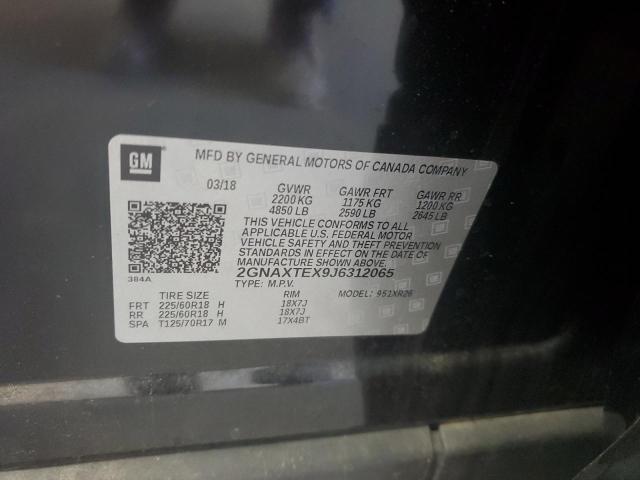 GM
MFD BY GENERAL MOTORS OF CANADA COMPANY
03/18 GVWR GAWR FRT GAWR RR
2200 KG 1175 KG 1200 KG
4850 LB 2590 LB 2645 LB
THIS VEHICLE CONFORMS TO ALL
APPLICABLE U.S. FEDERAL MOTOR
VEHICLE SAFETY AND THEFT PREVENTION
STANDARDS IN EFFECT ON THE DATE OF
MANUFACTURE SHOWN ABOVE.
2GNAXTEX9J6312065
384A
TYPE: M.P.V.
TIRE SIZE RIM MODEL: 951XR26
FRT 225/60R18 H 18X7J
RR 225/60R18 H 18X7J
SPA T125/70R17 M 17X4BT